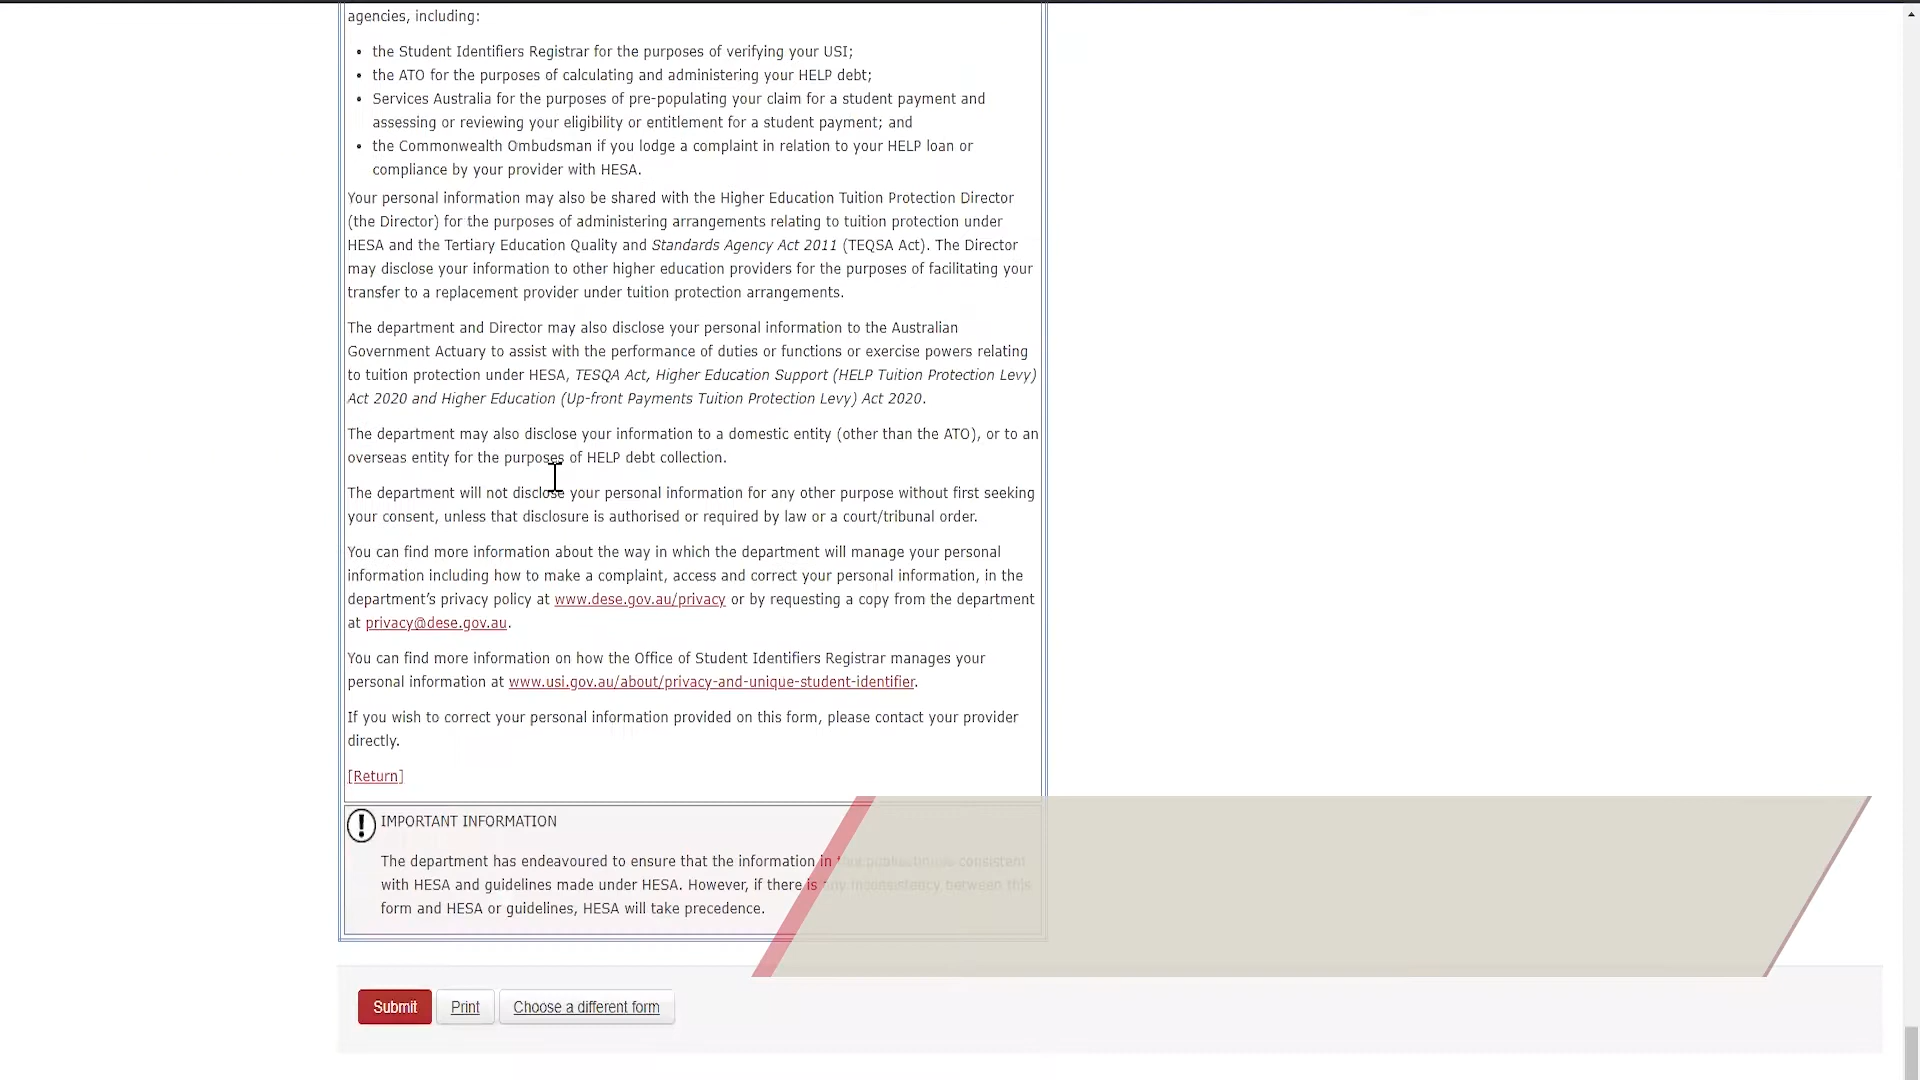 agencies, including:
• the Student Identifiers Registrar for the purposes of verifying your USI;
• the ATO for the purposes of calculating and administering your HELP debt;
• Services Australia for the purposes of pre-populating your claim for a student payment and
assessing or reviewing your eligibility or entitlement for a student payment; and
• the Commonwealth Ombudsman if you lodge a complaint in relation to your HELP loan or
compliance by your provider with HESA.
Your personal information may also be shared with the Higher Education Tuition Protection Director
(the Director) for the purposes of administering arrangements relating to tuition protection under
HESA and the Tertiary Education Quality and Standards Agency Act 2011 (TEQSA Act). The Director
may disclose your information to other higher education providers for the purposes of facilitating your
transfer to a replacement provider under tuition protection arrangements.
The department and Director may also disclose your personal information to the Australian
Government Actuary to assist with the performance of duties or functions or exercise powers relating
to tuition protection under HESA, TESQA Act, Higher Education Support (HELP Tuition Protection Levy)
Act 2020 and Higher Education (Up-front Payments Tuition Protection Levy) Act 2020.
The department may also disclose your information to a domestic entity (other than the ATO), or to an
overseas entity for the purposes of HELP debt collection.
The department will not disclose your personal information for any other purpose without first seeking
your consent, unless that disclosure is authorised or required by law or a court/tribunal order.
You can find more information about the way in which the department will manage your personal
information including how to make a complaint, access and correct your personal information, in the
department's privacy policy at www.dese.gov.au/privacy or by requesting a copy from the department
at privacy@dese.gov.au.
You can find more information on how the Office of Student Identifiers Registrar manages your
personal information at www.usi.gov.au/about/privacy-and-unique-student-identifier.
If you wish to correct your personal information provided on this form, please contact your provider
directly.
[Return]
IMPORTANT INFORMATION
The department has endeavoured to ensure that the information in consistent
with HESA and guidelines made under HESA. However, if there is any inconsistency between this
form and HESA or guidelines, HESA will take precedence.
Submit Print Choose a different form